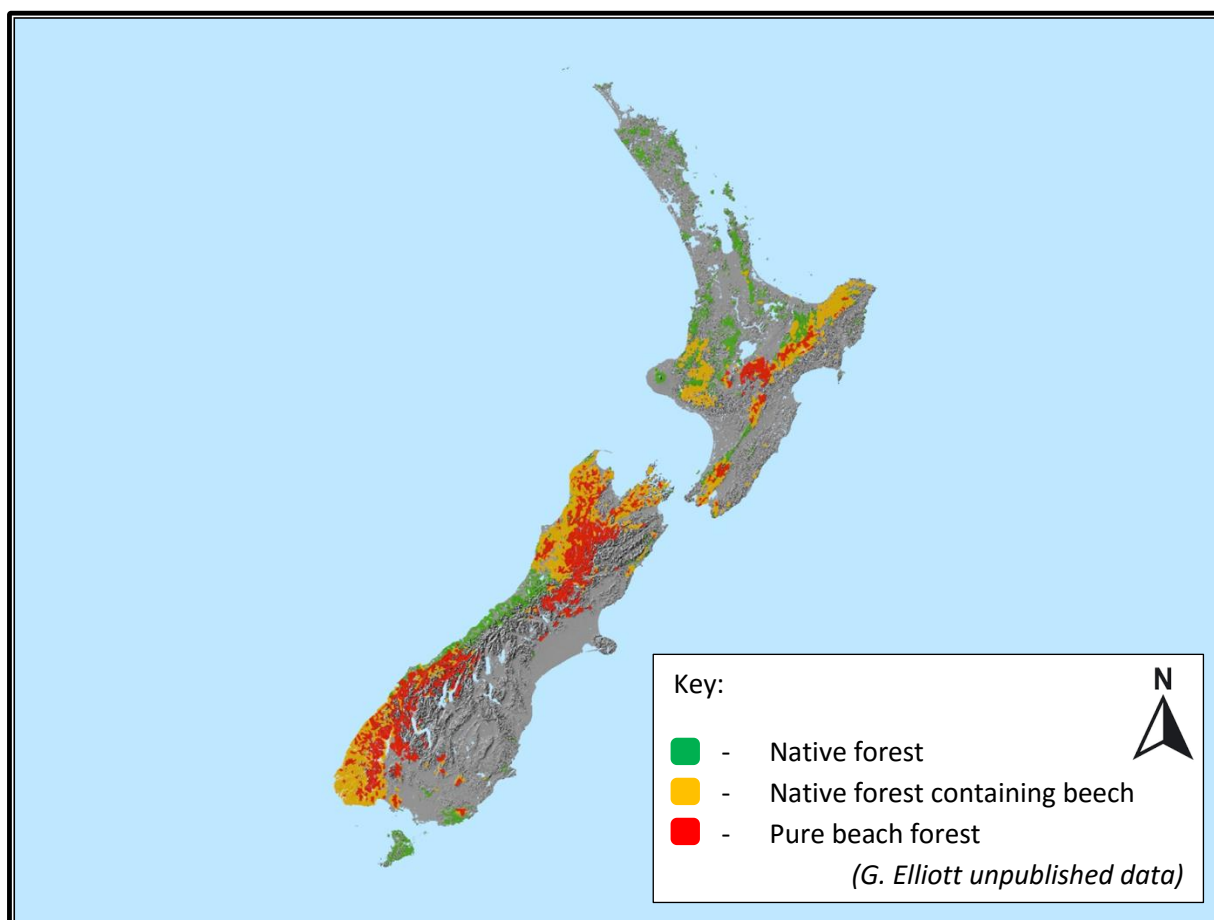 Key:
N
- Native forest
- Native forest containing beech
- Pure beach forest
(G. Elliott unpublished data)